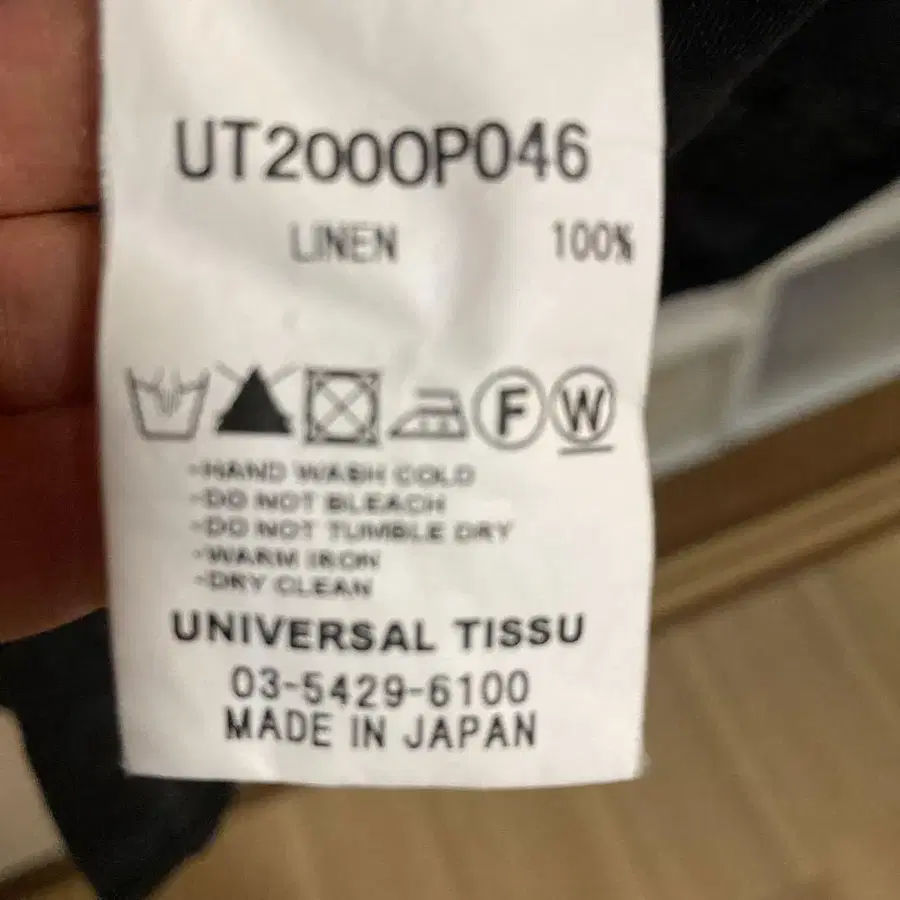 UT2000P046
LINEN 100%
F W
-HAND WASH COLD
-DO NOT BLEACH
-DO NOT TUMBLE DRY
-WARM IRON
-DRY CLEAN
UNIVERSAL TISSU
03-5429-6100
MADE IN JAPAN